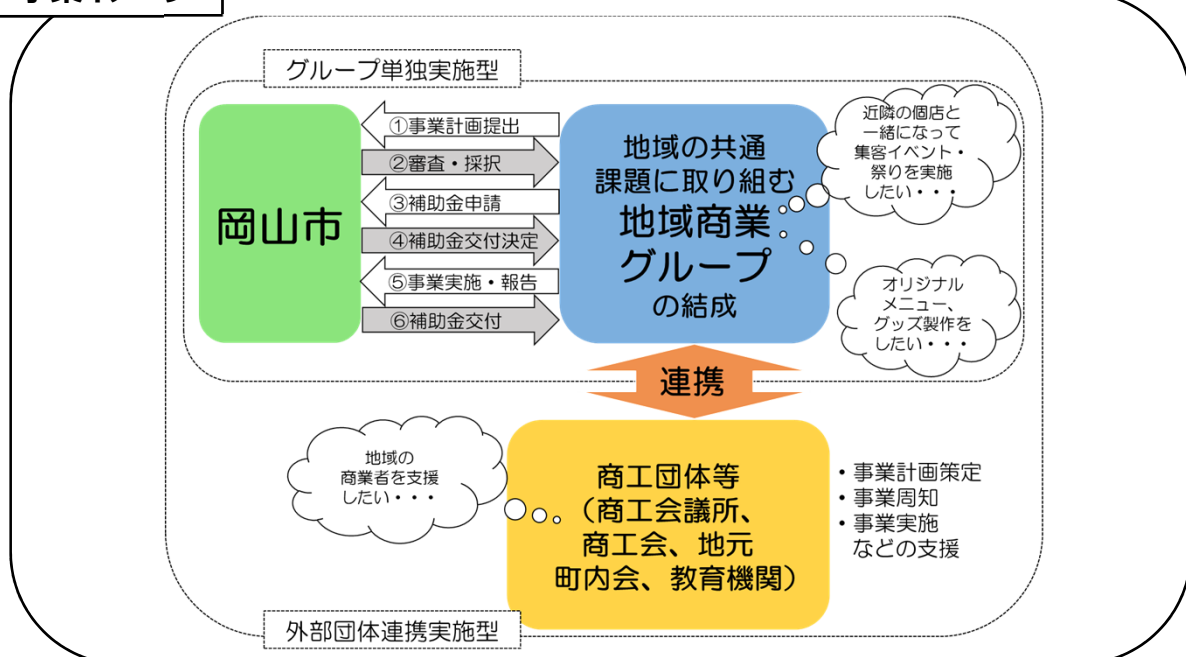 グループ単独実施型
岡山市
①事業計画提出
②審査・採択
③補助金申請
④補助金交付決定
⑤事業実施・報告
⑥補助金交付
地域の共通
課題に取り組む
地域商業
グループ
の結成
近隣の個店と
一緒になって
集客イベント・
祭りを実施
したい・・・
オリジナル
メニュー、
グッズ製作を
したい・・・
連携
地域の
商業者を支援
したい・・・
商工団体等
(商工会議所、
商工会、地元
町内会、教育機関)
・事業計画策定
・事業周知
・事業実施
などの支援
外部団体連携実施型